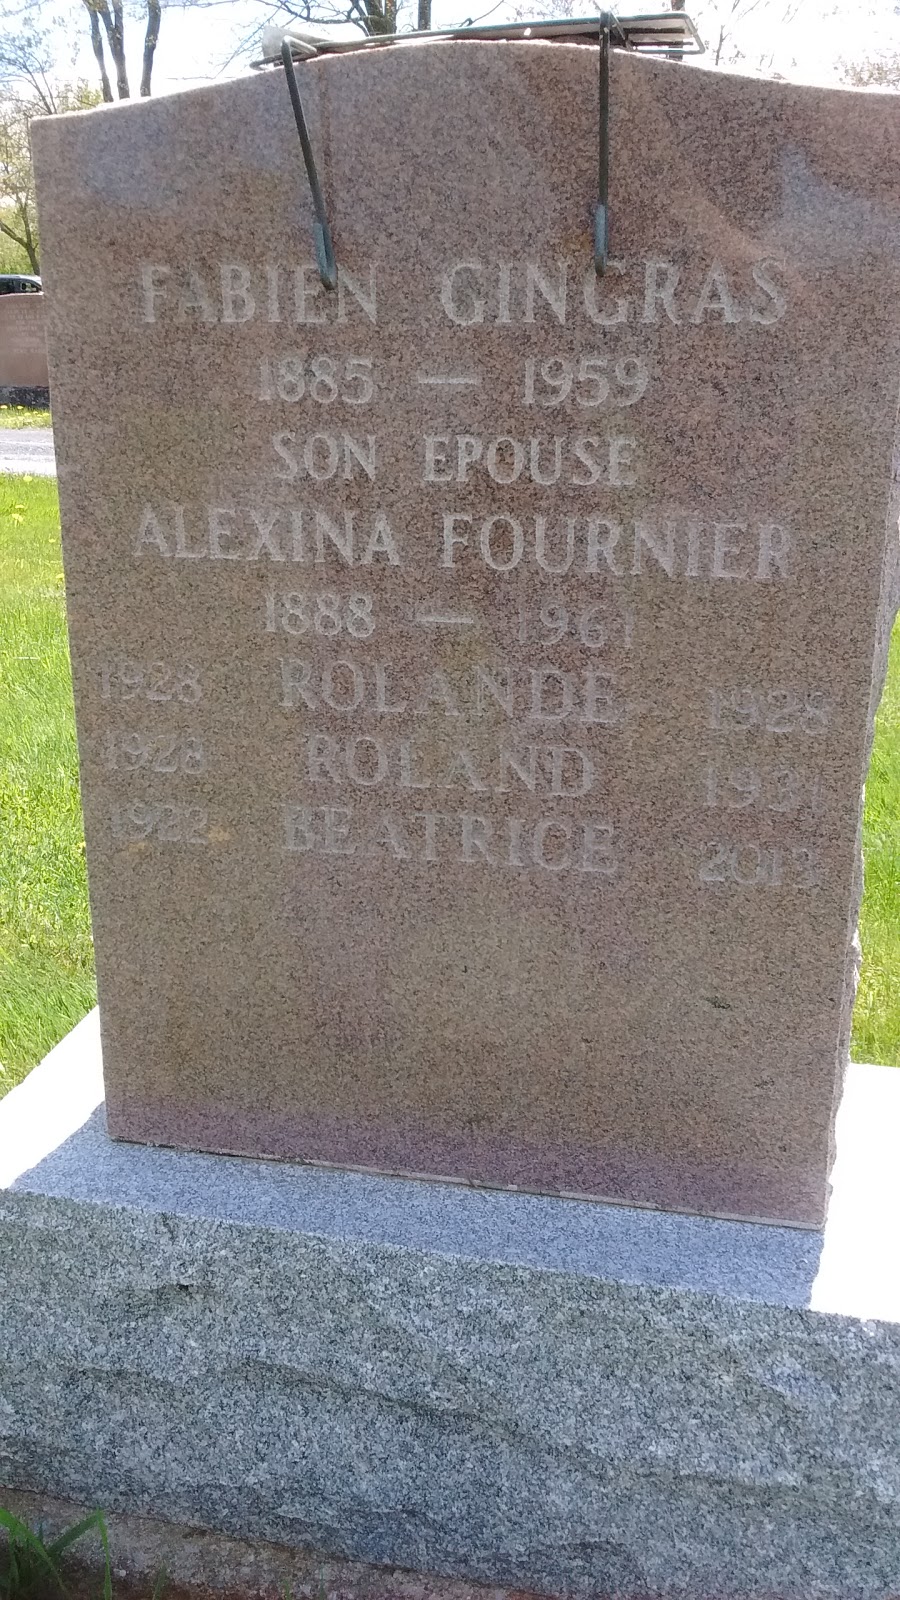 FABIEN GINGRAS
1885 — 1959
SON EPOUSE
ALEXINA FOURNIER
1888 — 1961
1928 ROLANDE 1928
1928 ROLAND 1931
1922 BEATRICE 2013